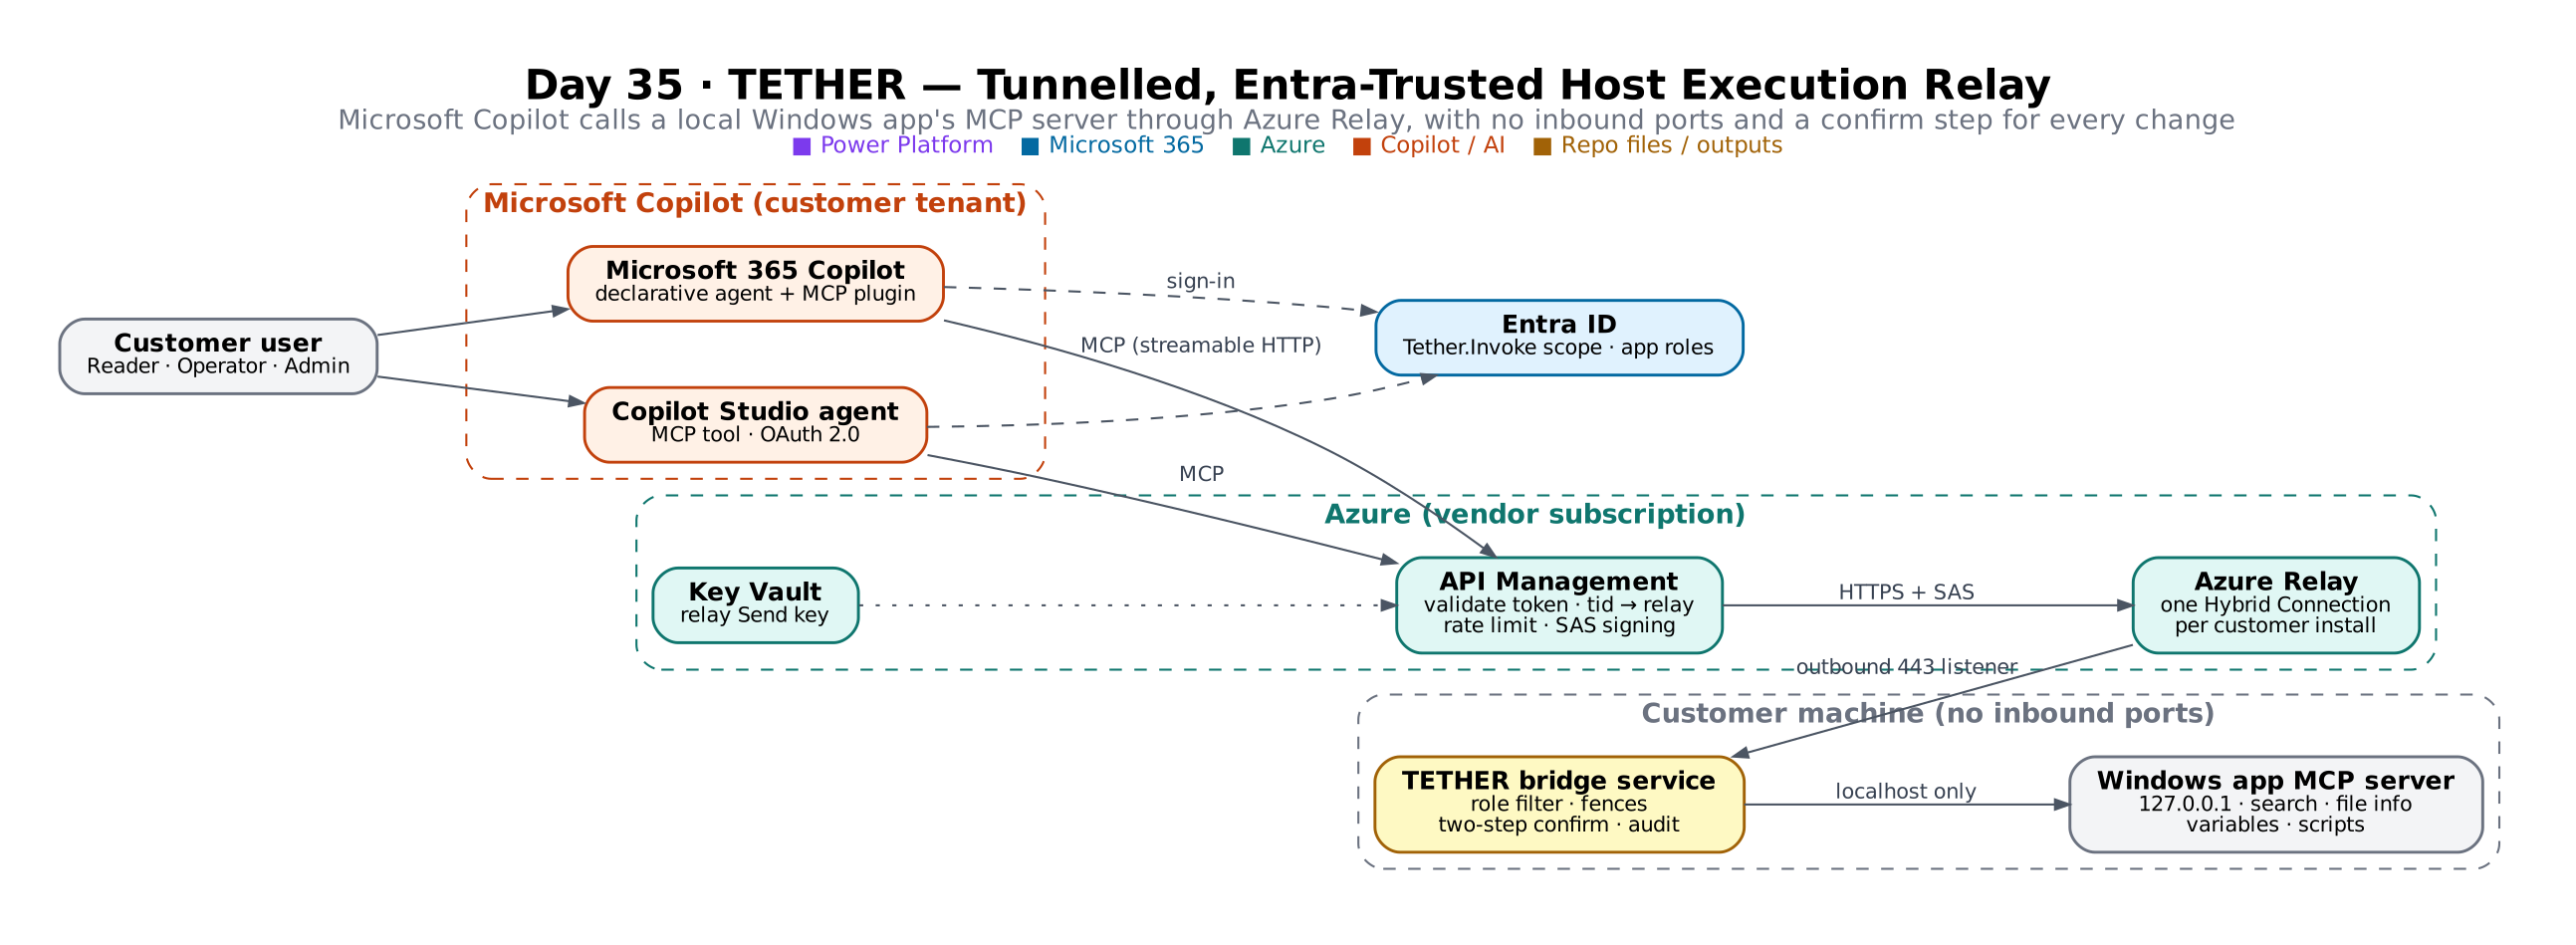 Day 35 · TETHER — Tunnelled, Entra-Trusted Host Execution Relay
Microsoft Copilot calls a local Windows app's MCP server through Azure Relay, with no inbound ports and a confirm step for every change
■ Power Platform ■ Microsoft 365 ■ Azure ■ Copilot / AI ■ Repo files / outputs
Microsoft Copilot (customer tenant)
Microsoft 365 Copilot
declarative agent + MCP plugin
Customer user
Reader · Operator · Admin
Copilot Studio agent
MCP tool · OAuth 2.0
sign-in
MCP (streamable HTTP)
MCP
Entra ID
Tether.Invoke scope · app roles
Azure (vendor subscription)
Key Vault
relay Send key
API Management
validate token · tid → relay
rate limit · SAS signing
HTTPS + SAS
Azure Relay
one Hybrid Connection
per customer install
outbound 443 listener
Customer machine (no inbound ports)
TETHER bridge service
role filter · fences
two-step confirm · audit
localhost only
Windows app MCP server
127.0.0.1 · search · file info
variables · scripts